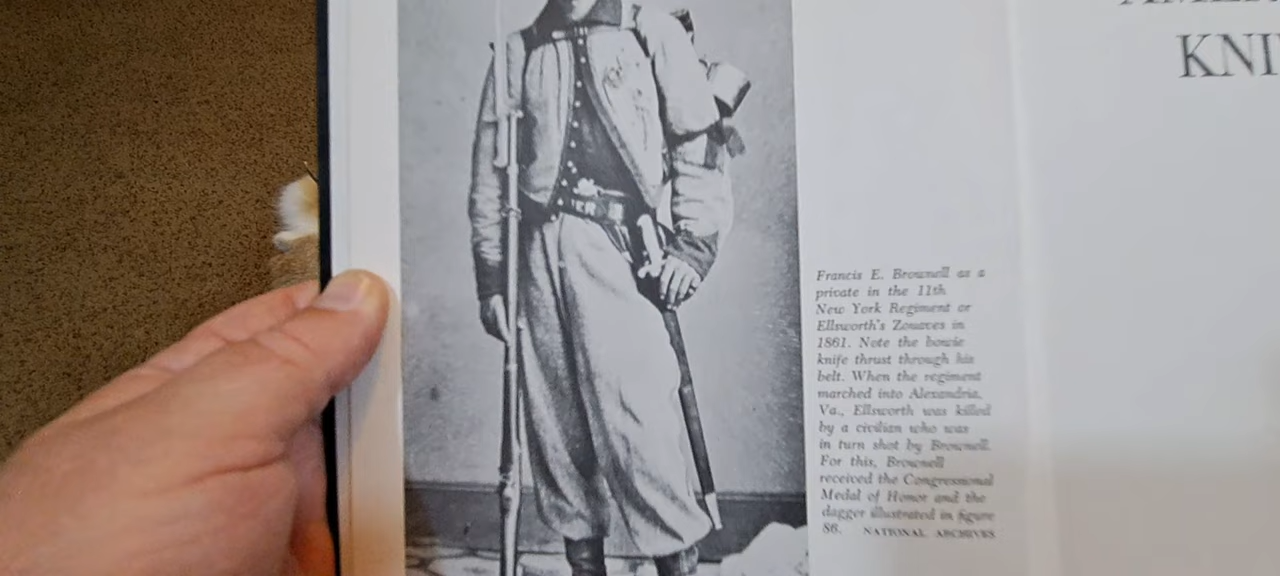 KNI
Francis E. Brownell as a
private in the 11th
New York Regiment or
Ellsworth's Zouaves in
1861. Note the bowie
knife thrust through his
belt. When the regiment
marched into Alexandria,
Va., Ellsworth was killed
by a civilian who was
in turn shot by Brownell.
For this, Brownell
received the Congressional
Medal of Honor and the
dagger illustrated in figure
86. NATIONAL ARCHIVES